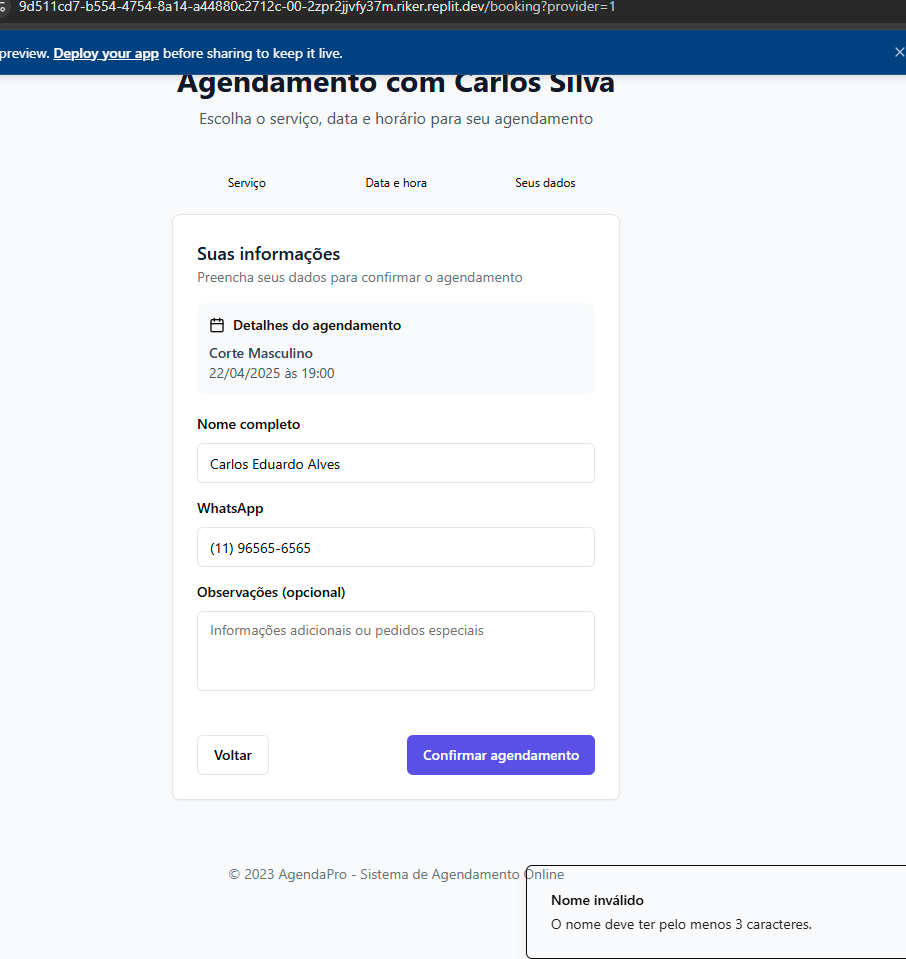 9d511cd7-b554-4754-8a14-a44880c2712c-00-2zpr2jjvfy37m.riker.replit.dev/booking?provider=1
preview. Deploy your app before sharing to keep it live.
Agendamento com Carlos Silva
Escolha o serviço, data e horário para seu agendamento
Serviço
Data e hora
Seus dados
Suas informações
Preencha seus dados para confirmar o agendamento
Detalhes do agendamento
Corte Masculino
22/04/2025 às 19:00
Nome completo
Carlos Eduardo Alves
WhatsApp
(11) 96565-6565
Observações (opcional)
Informações adicionais ou pedidos especiais
Voltar
Confirmar agendamento
© 2023 AgendaPro - Sistema de Agendamento Online
Nome inválido
O nome deve ter pelo menos 3 caracteres.